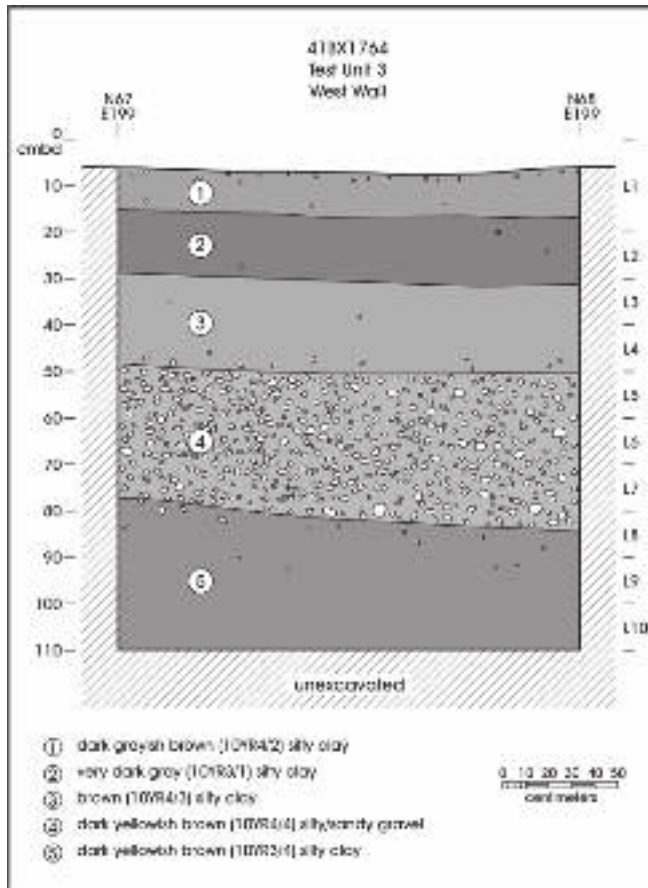 41BX1764
Test Unit 3
West Wall
N67
E199
N65
E199
0
cmbd
10
20
30
40
50
60
70
80
90
100
110
L1
L2
L3
L4
L5
L6
L7
L8
L9
L10
1
2
3
4
5
unexcavated
1 dark grayish brown (10YR4/2) silty clay
2 very dark gray (10YR3/1) silty clay
3 brown (10YR4/3) silty clay
4 dark yellowish brown (10YR4/4) silty/sandy gravel
5 dark yellowish brown (10YR3/4) silty clay
0 10 20 30 40 50
centimeters